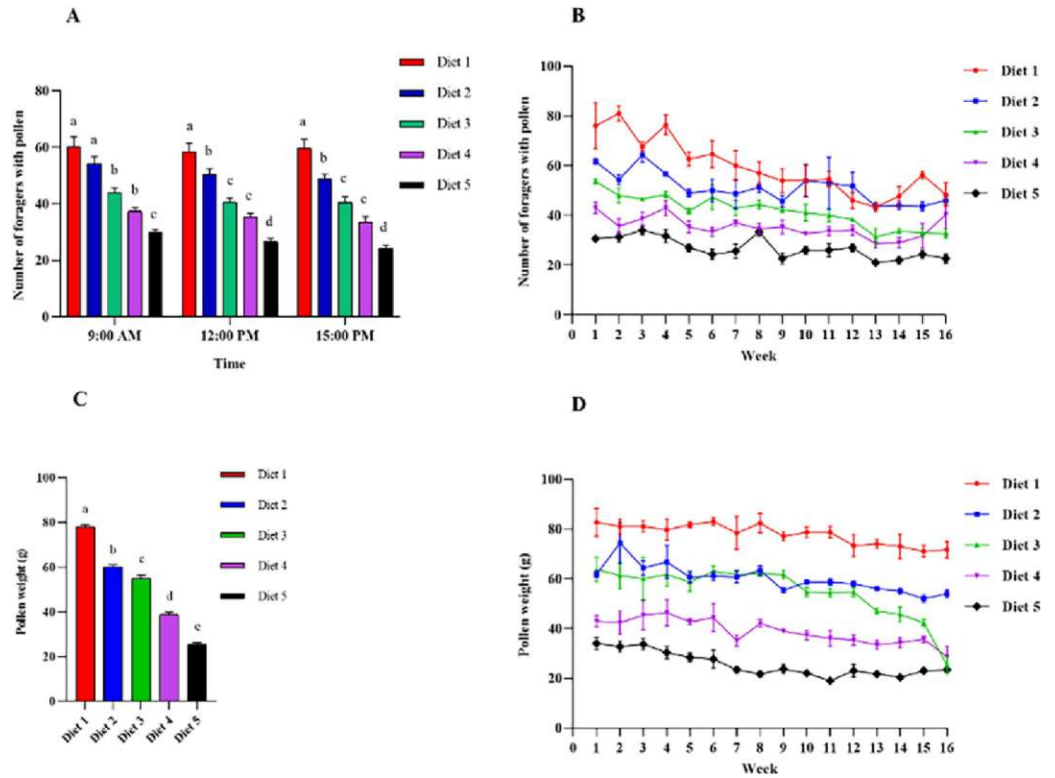 A
Number of foragers with pollen
80
60
40
20
0
a
a
b
b
c
a
b
c
c
d
a
b
c
c
d
9:00 AM
12:00 PM
15:00 PM
Time
Diet 1
Diet 2
Diet 3
Diet 4
Diet 5
B
Number of foragers with pollen
100
80
60
40
20
0
0 1 2 3 4 5 6 7 8 9 10 11 12 13 14 15 16
Week
Diet 1
Diet 2
Diet 3
Diet 4
Diet 5
C
Pollen weight (g)
100
80
60
40
20
0
a
b
c
d
e
Diet 1
Diet 2
Diet 3
Diet 4
Diet 5
Diet 1
Diet 2
Diet 3
Diet 4
Diet 5
D
Pollen weight (g)
100
80
60
40
20
0
0 1 2 3 4 5 6 7 8 9 10 11 12 13 14 15 16
Week
Diet 1
Diet 2
Diet 3
Diet 4
Diet 5